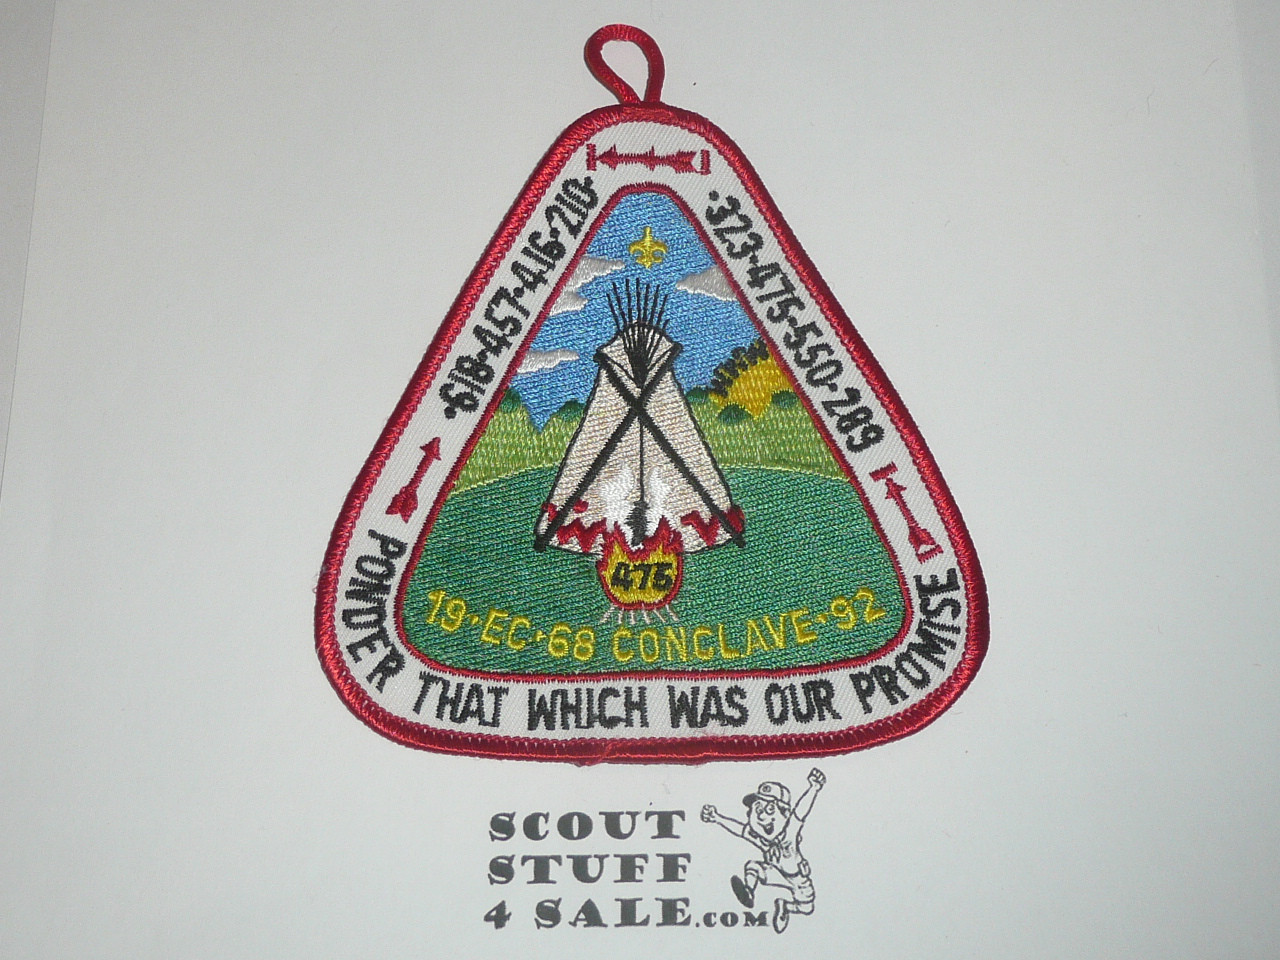 ·618·457·416·210·
·323·475·550·289
476
19·EC·68 CONCLAVE·92
PONDER THAT WHICH WAS OUR PROMISE
SCOUT
STUFF
4 SALE.COM